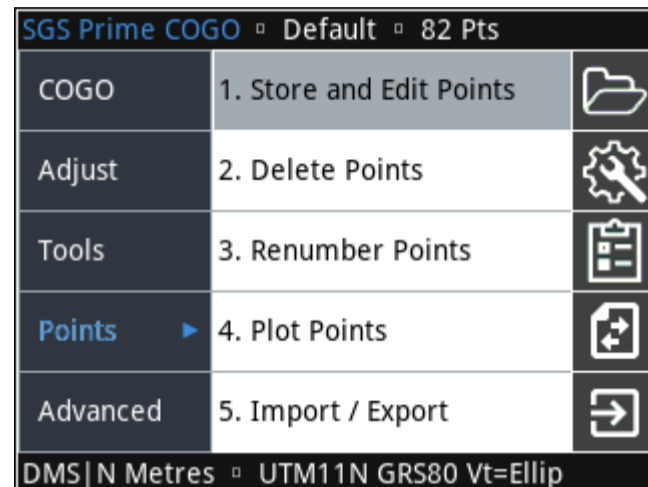 SGS Prime COGO ▫ Default ▫ 82 Pts
COGO
1. Store and Edit Points
Adjust
2. Delete Points
Tools
3. Renumber Points
Points ▶
4. Plot Points
Advanced
5. Import / Export
DMS|N Metres ▫ UTM11N GRS80 Vt=Ellip